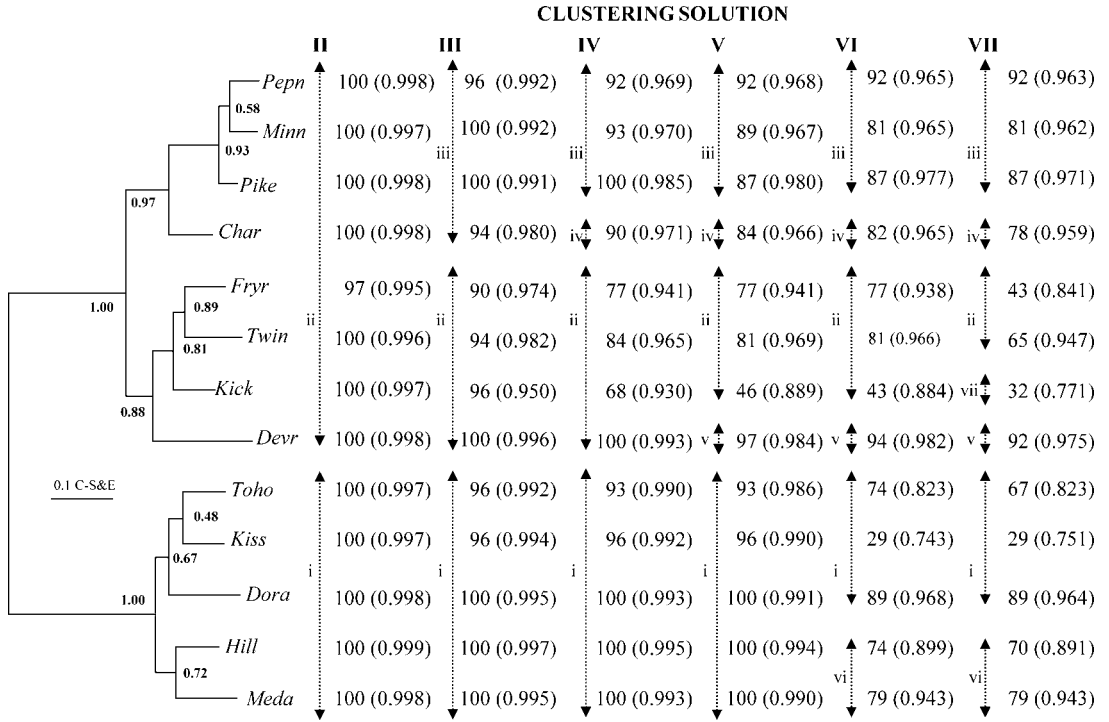 CLUSTERING SOLUTION
II III IV V VI VII
Pepn 100 (0.998) 96 (0.992) 92 (0.969) 92 (0.968) 92 (0.965) 92 (0.963)
0.58
Minn 100 (0.997) 100 (0.992) 93 (0.970) 89 (0.967) 81 (0.965) 81 (0.962)
0.93 iii iii iii iii iii
Pike 100 (0.998) 100 (0.991) 100 (0.985) 87 (0.980) 87 (0.977) 87 (0.971)
0.97
Char 100 (0.998) 94 (0.980) iv 90 (0.971) iv 84 (0.966) iv 82 (0.965) iv 78 (0.959)
Fryr 97 (0.995) 90 (0.974) 77 (0.941) 77 (0.941) 77 (0.938) 43 (0.841)
1.00 0.89 ii ii ii ii ii ii
Twin 100 (0.996) 94 (0.982) 84 (0.965) 81 (0.969) 81 (0.966) 65 (0.947)
0.81
Kick 100 (0.997) 96 (0.950) 68 (0.930) 46 (0.889) 43 (0.884) vii 32 (0.771)
0.88
Devr 100 (0.998) 100 (0.996) 100 (0.993) v 97 (0.984) v 94 (0.982) v 92 (0.975)
0.1 C-S&E
Toho 100 (0.997) 96 (0.992) 93 (0.990) 93 (0.986) 74 (0.823) 67 (0.823)
0.48
Kiss 100 (0.997) 96 (0.994) 96 (0.992) 96 (0.990) 29 (0.743) 29 (0.751)
0.67 i i i i i i
Dora 100 (0.998) 100 (0.995) 100 (0.993) 100 (0.991) 89 (0.968) 89 (0.964)
1.00
Hill 100 (0.999) 100 (0.997) 100 (0.995) 100 (0.994) 74 (0.899) 70 (0.891)
0.72 vi vi
Meda 100 (0.998) 100 (0.995) 100 (0.993) 100 (0.990) 79 (0.943) 79 (0.943)